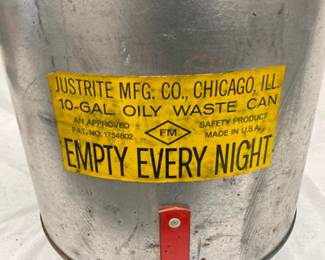 JUSTRITE MFG. CO., CHICAGO, ILL.
10-GAL. OILY WASTE CAN
AN APPROVED SAFETY PRODUCT
PAT. NO. 1754802 FM MADE IN U.S.A.
EMPTY EVERY NIGHT